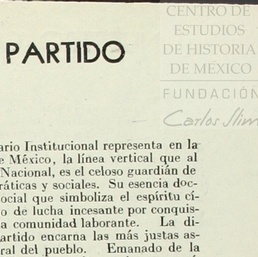 CENTRO DE
ESTUDIOS
DE HISTORIA
DE MÉXICO
FUNDACIÓN
Carlos Slim
PARTIDO
ario Institucional representa en la
e México, la línea vertical que al
Nacional, es el celoso guardián de
ráticas y sociales. Su esencia doc-
ocial que simboliza el espíritu cí-
o de lucha incesante por conquis-
a comunidad laborante. La di-
artido encarna las más justas as-
ral del pueblo. Emanado de la